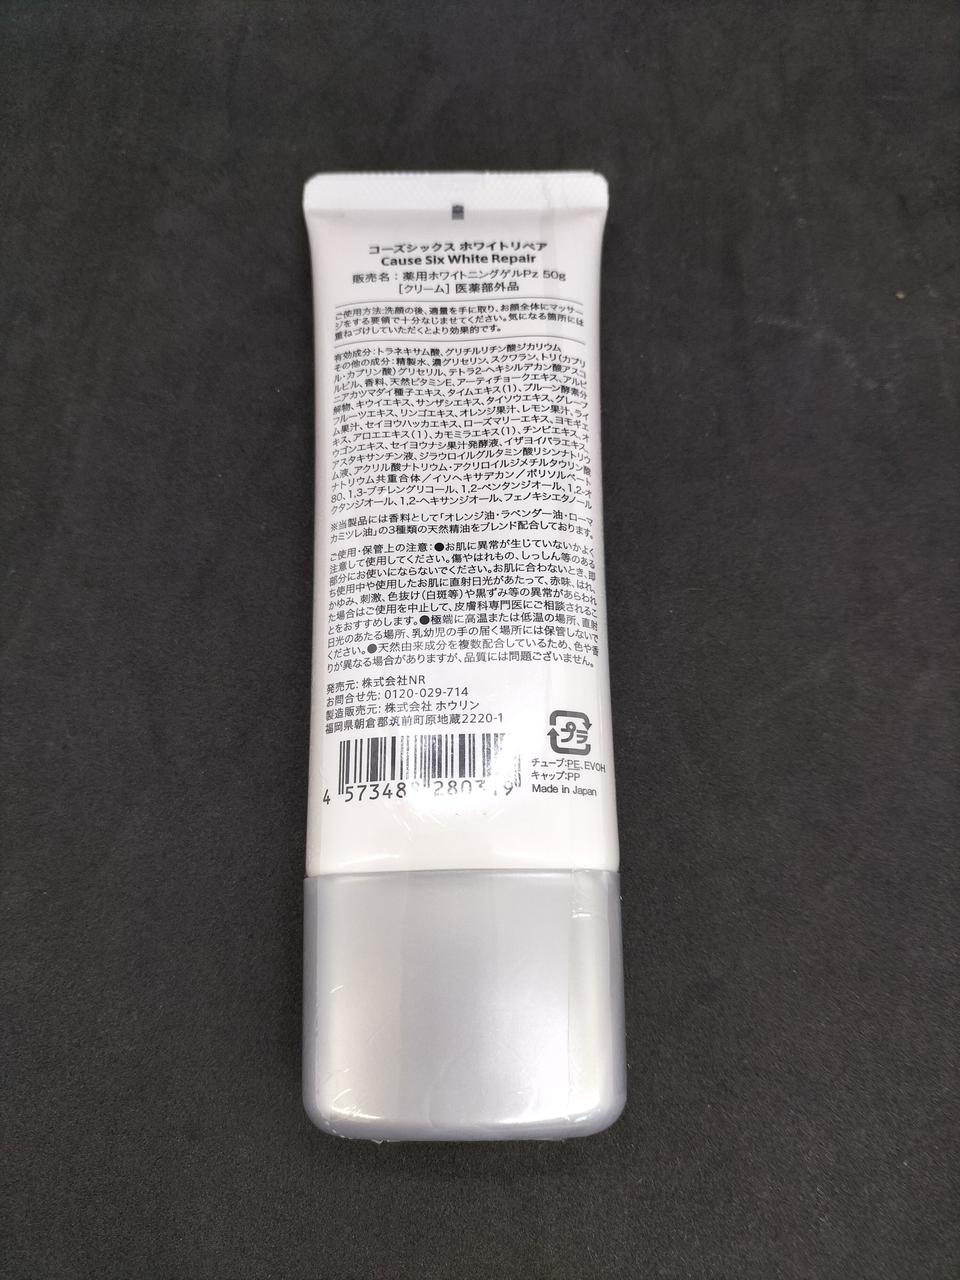 コーズシックス ホワイトリペア
Cause Six White Repair
販売名：薬用ホワイトニングゲルPz 50g
［クリーム］医薬部外品
ご使用方法:洗顔の後、適量を手に取り、お顔全体にマッサー
ジをする要領で十分なじませてください。気になる箇所には
重ねづけしていただくとより効果的です。
有効成分：トラネキサム酸、グリチルリチン酸ジカリウム
その他の成分：精製水、濃グリセリン、スクワラン、トリ(カプリ
ル・カプリン酸)グリセリル、テトラ2-ヘキシルデカン酸アスコ
ルビル、香料、天然ビタミンE、アーティチョークエキス、アルピ
ニアカツマダイ種子エキス、タイムエキス(1)、プルーン酵素分
解物、キウイエキス、サンザシエキス、タイソウエキス、グレープ
フルーツエキス、リンゴエキス、オレンジ果汁、レモン果汁、ライ
ム果汁、セイヨウハッカエキス、ローズマリーエキス、ヨモギエ
キス、アロエエキス(1)、カモミラエキス(1)、チンピエキス、オ
ウゴンエキス、セイヨウナシ果汁発酵液、イザヨイバラエキス、
アスタキサンチン液、ジラウロイルグルタミン酸リシンナトリウ
ム液、アクリル酸ナトリウム・アクリロイルジメチルタウリン酸
ナトリウム共重合体／イソヘキサデカン／ポリソルベート
80、1,3-ブチレングリコール、1,2-ペンタンジオール、1,2-オ
クタンジオール、1,2-ヘキサンジオール、フェノキシエタノール
※当製品には香料として「オレンジ油・ラベンダー油・ローマ
カミツレ油」の3種類の天然精油をブレンド配合しております。
ご使用・保管上の注意：●お肌に異常が生じていないかよく
注意して使用してください。傷やはれもの、しっしん等のある
部分にお使いにならないでください。お肌に合わないとき、即
ち使用中や使用したお肌に直射日光があたって、赤味、はれ、
かゆみ、刺激、色抜け(白斑等)や黒ずみ等の異常があらわれ
た場合はご使用を中止して、皮膚科専門医にご相談されるこ
とをおすすめします。●極端に高温または低温の場所、直射
日光のあたる場所、乳幼児の手の届く場所には保管しないで
ください。●天然由来成分を複数配合しているため、色や香
りが異なる場合がありますが、品質には問題ございません。
発売元: 株式会社NR
お問合せ先: 0120-029-714
製造販売元: 株式会社 ホウリン
福岡県朝倉郡筑前町原地蔵2220-1
プラ
チューブ:PE、EVOH
キャップ:PP
Made in Japan
4 573488 280319